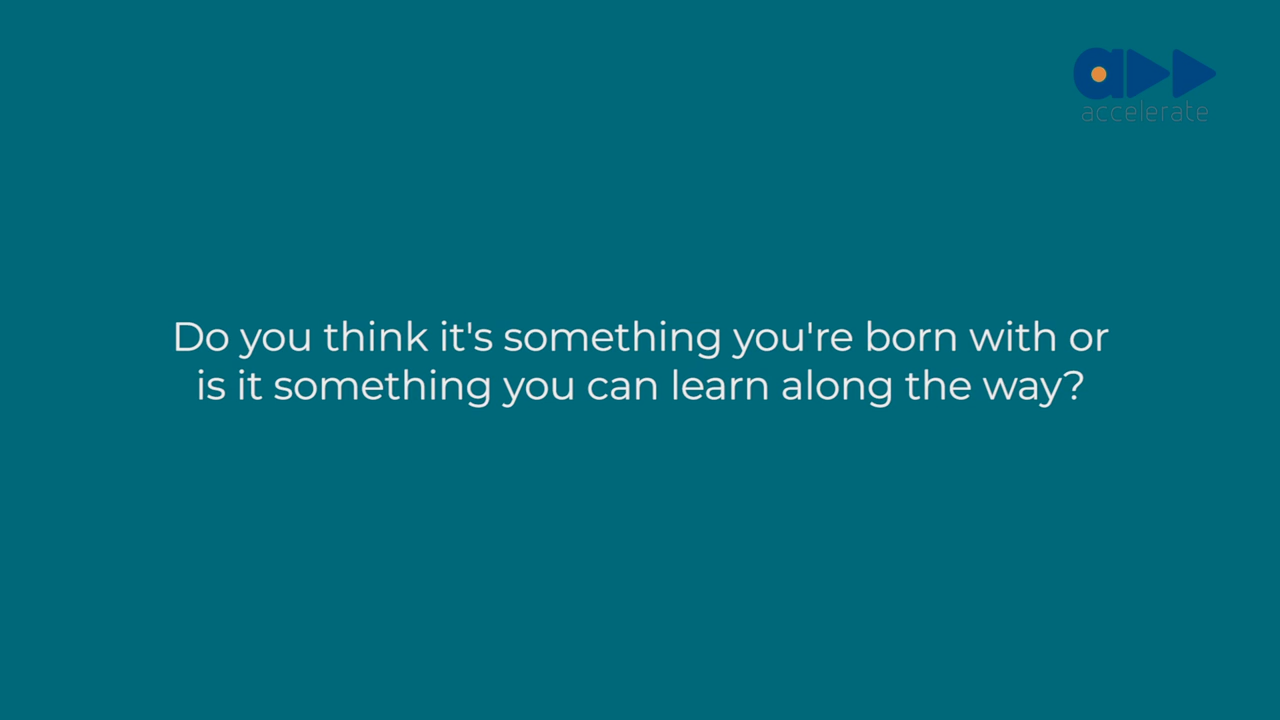 accelerate
Do you think it's something you're born with or
is it something you can learn along the way?